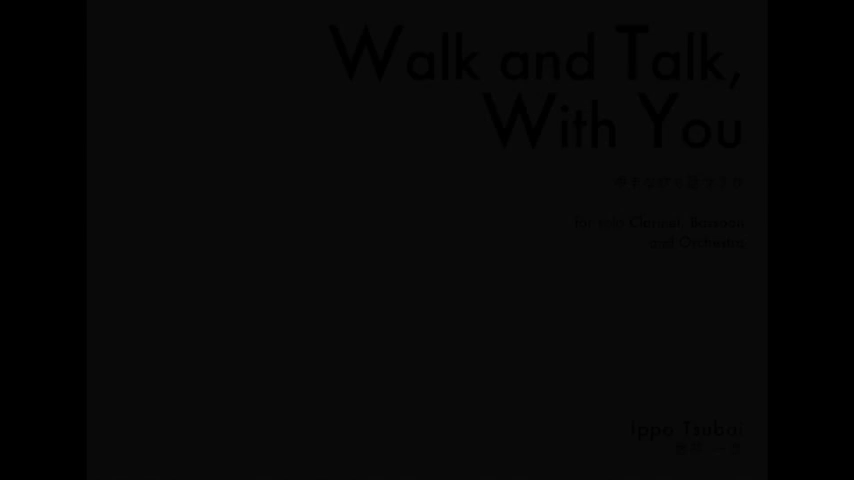 Walk and Talk,
With You
for solo Clarinet, Bassoon
and Orchestra
Ippo Tsuboi